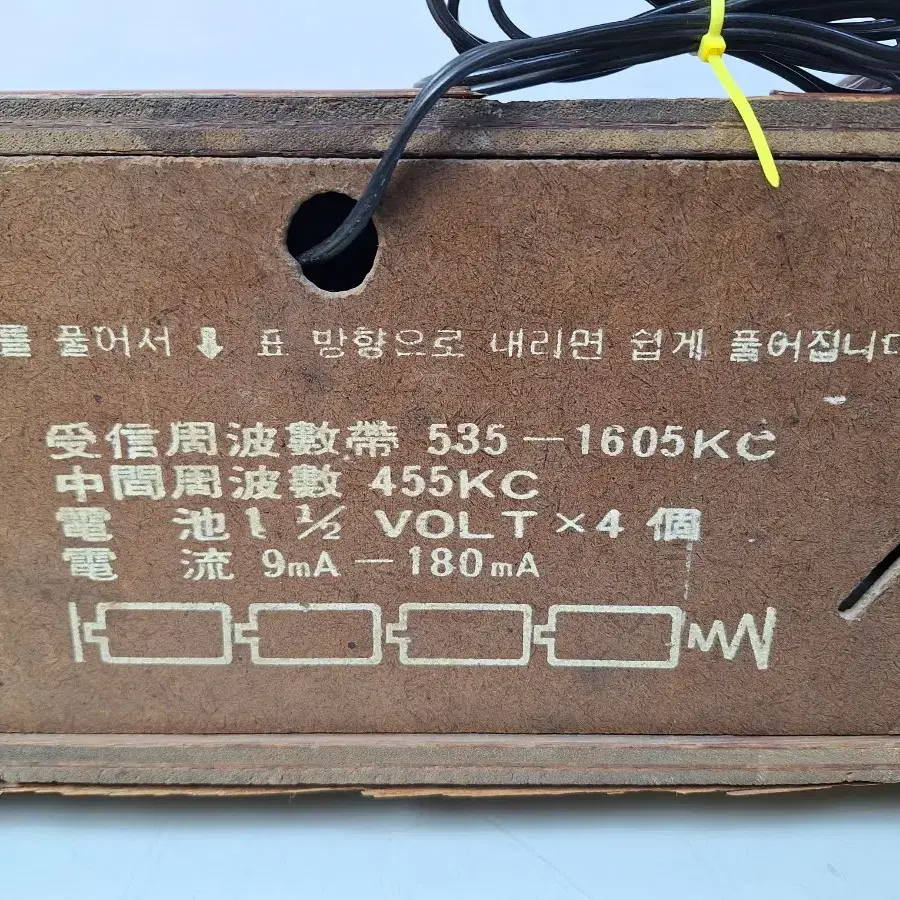 를 풀어서 ⬇ 표 방향으로 내리면 쉽게 풀어집니다
受信周波數帶 535—1605KC
中間周波數 455KC
電 池 1 ½ VOLT×4 個
電 流 9mA—180mA